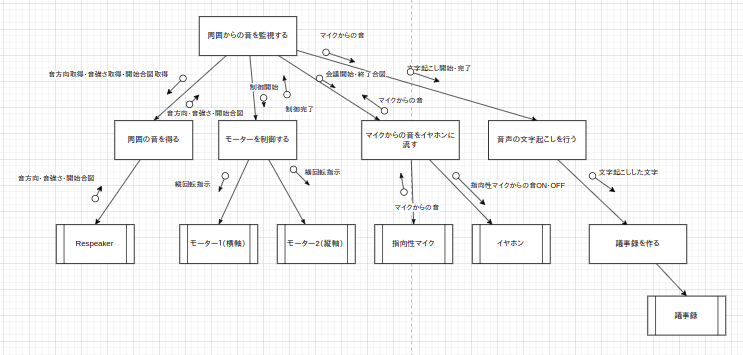 周囲からの音を監視する
マイクからの音
文字起こし開始・完了
音方向取得・音強さ取得・開始合図取得
会議開始・終了合図
制御開始
マイクからの音
制御完了
音方向・音強さ・開始合図
周囲の音を得る
モーターを制御する
マイクからの音をイヤホンに
流す
音声の文字起こしを行う
音方向・音強さ・開始合図
縦回転指示
横回転指示
指向性マイクからの音ON・OFF
文字起こしした文字
マイクからの音
Respeaker
モーター1(横軸)
モーター2(縦軸)
指向性マイク
イヤホン
議事録を作る
議事録